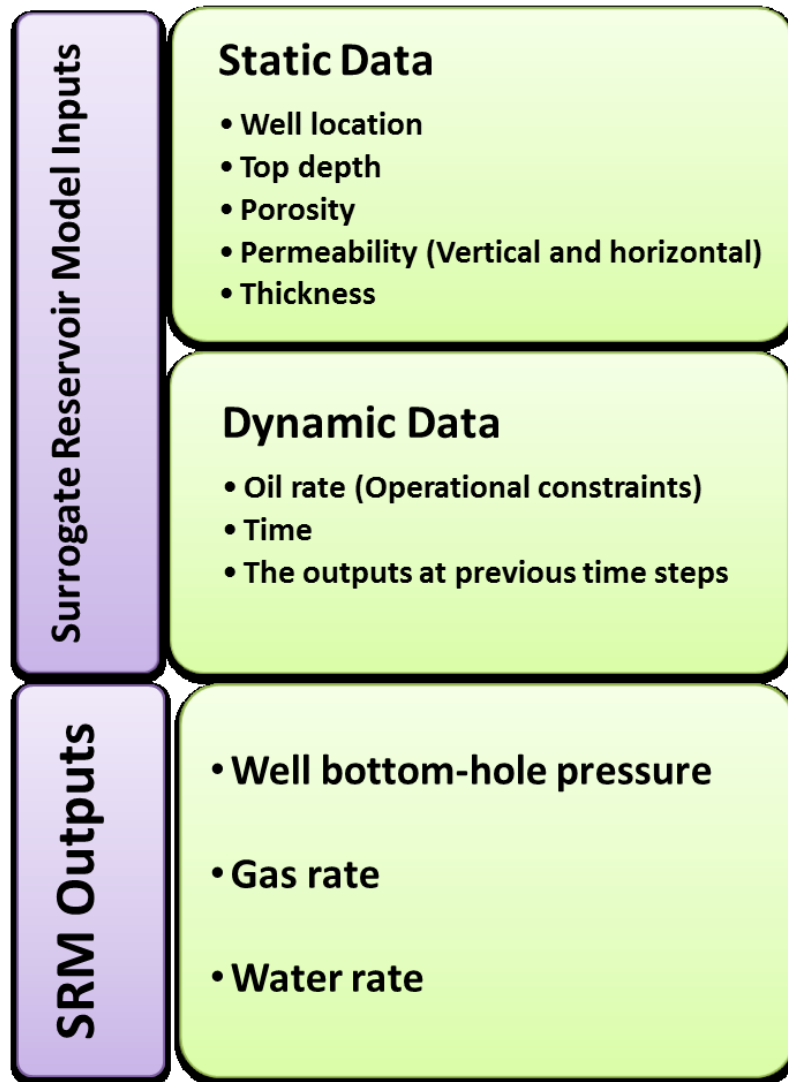 Surrogate Reservoir Model Inputs
Static Data
• Well location
• Top depth
• Porosity
• Permeability (Vertical and horizontal)
• Thickness
Dynamic Data
• Oil rate (Operational constraints)
• Time
• The outputs at previous time steps
SRM Outputs
• Well bottom-hole pressure
• Gas rate
• Water rate